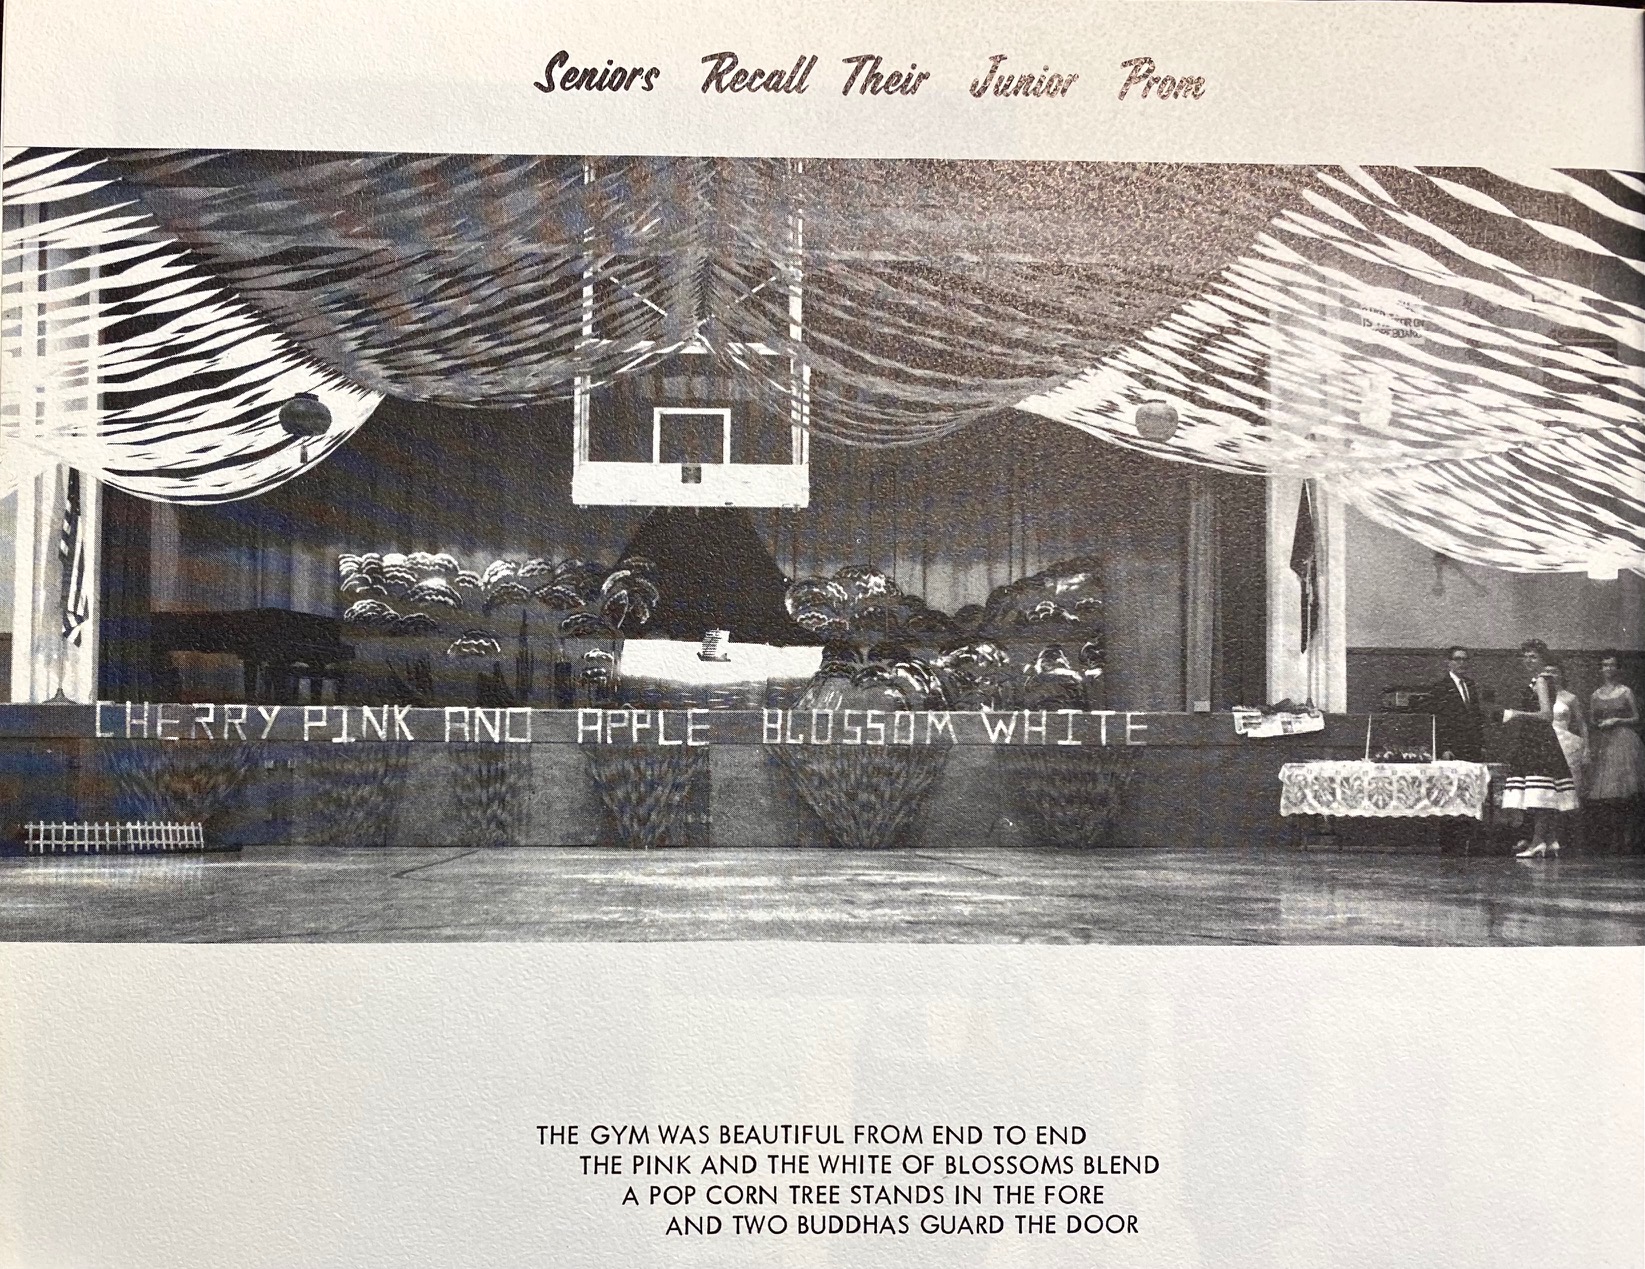 Seniors Recall Their Junior Prom
CHERRY PINK AND APPLE BLOSSOM WHITE
THE GYM WAS BEAUTIFUL FROM END TO END
THE PINK AND THE WHITE OF BLOSSOMS BLEND
A POP CORN TREE STANDS IN THE FORE
AND TWO BUDDHAS GUARD THE DOOR